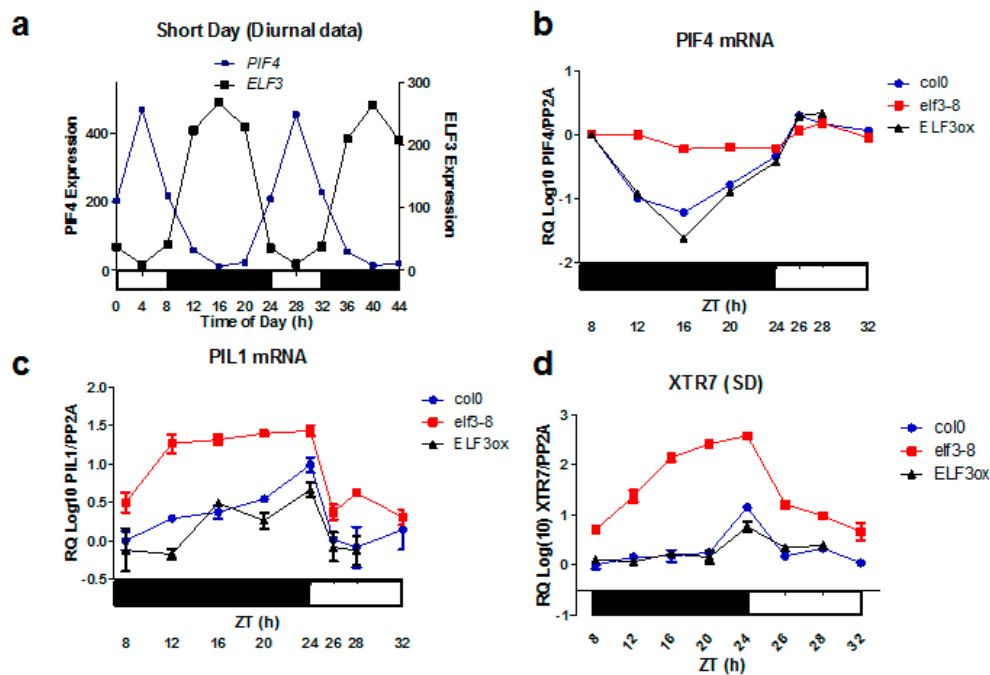 a
Short Day (Diurnal data)
PIF4
ELF3
PIF4 Expression
400
200
0
ELF3 Expression
300
200
100
0
0 4 8 12 16 20 24 28 32 36 40 44
Time of Day (h)
b
PIF4 mRNA
col0
elf3-8
ELF3ox
RQ Log10 PIF4/PP2A
1
0
-1
-2
ZT (h)
8 12 16 20 24 26 28 32
c
PIL1 mRNA
col0
elf3-8
ELF3ox
RQ Log10 PIL1/PP2A
2.0
1.5
1.0
0.5
0.0
-0.5
ZT (h)
8 12 16 20 24 26 28 32
d
XTR7 (SD)
col0
elf3-8
ELF3ox
RQ Log(10) XTR7/PP2A
3
2
1
0
-1
8 12 16 20 24 26 28 32
ZT (h)